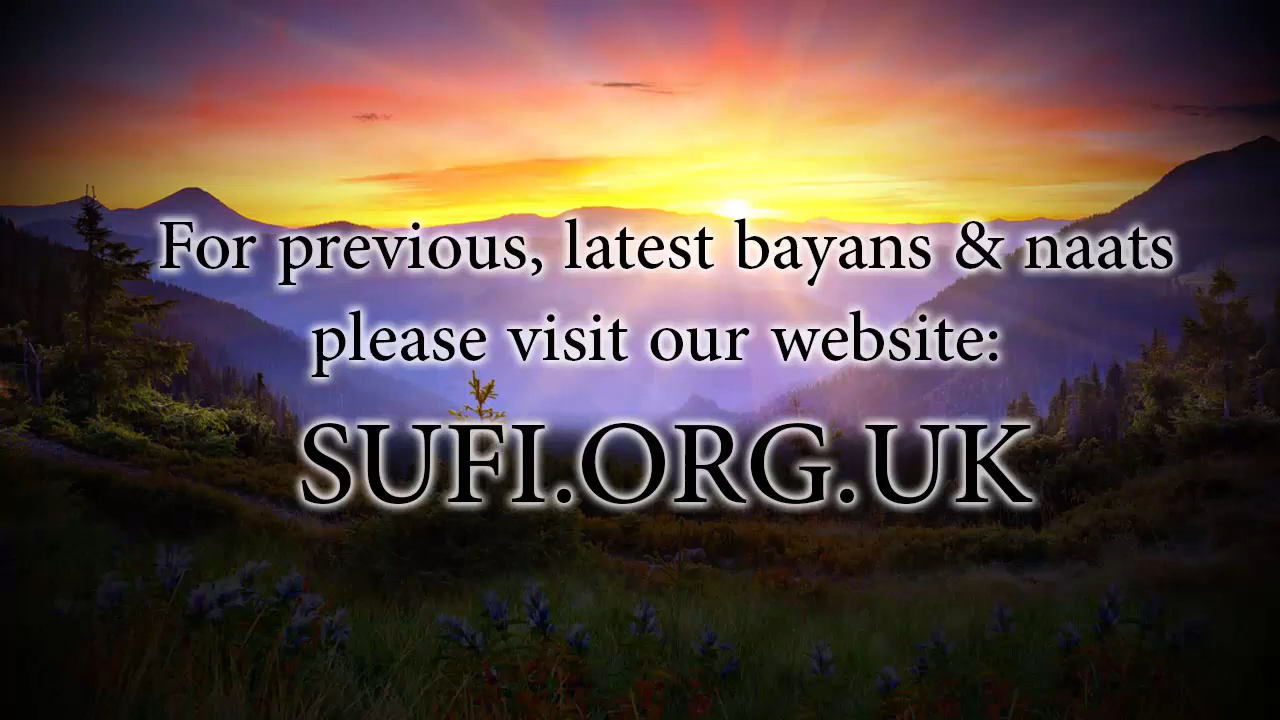 For previous, latest bayans & naats
please visit our website:
SUFI.ORG.UK